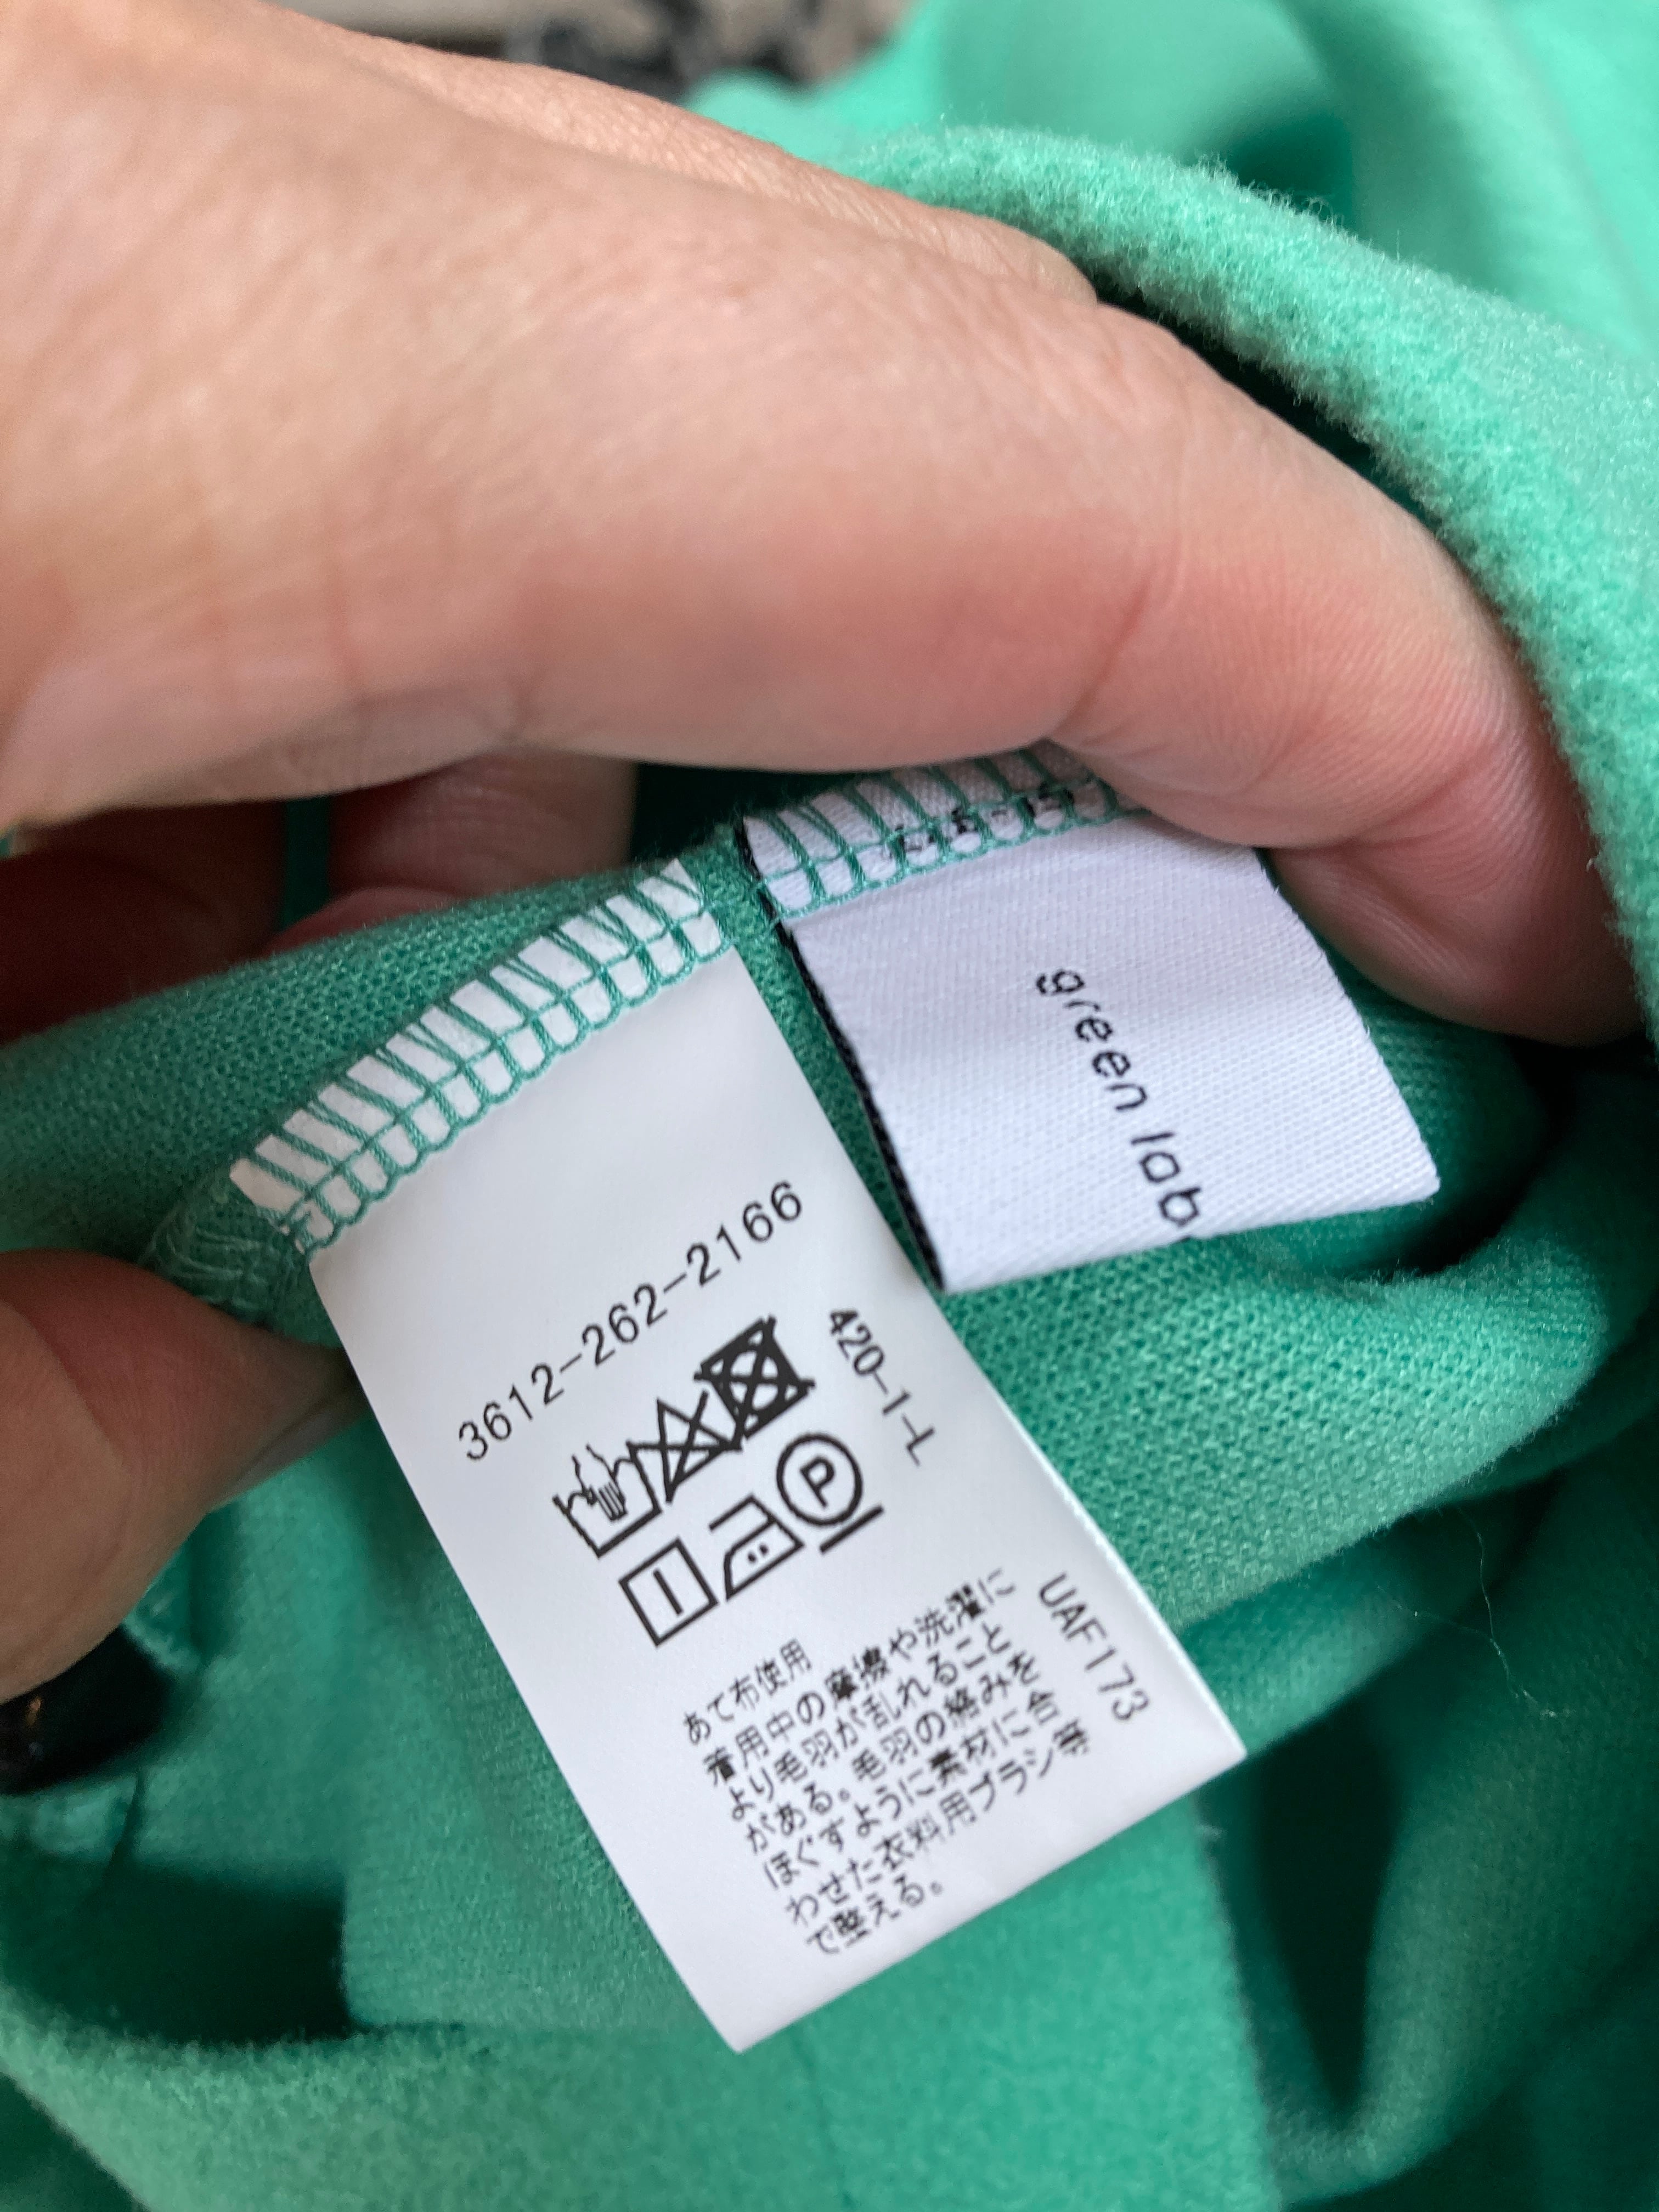 green lab
3612-262-2166
420-1-L
P
あて布使用
着用中の摩擦や洗濯に
より毛羽が乱れること
がある。毛羽の絡みを
ほぐすように素材に合
わせた衣料用ブラシ等
で整える。
UAF173